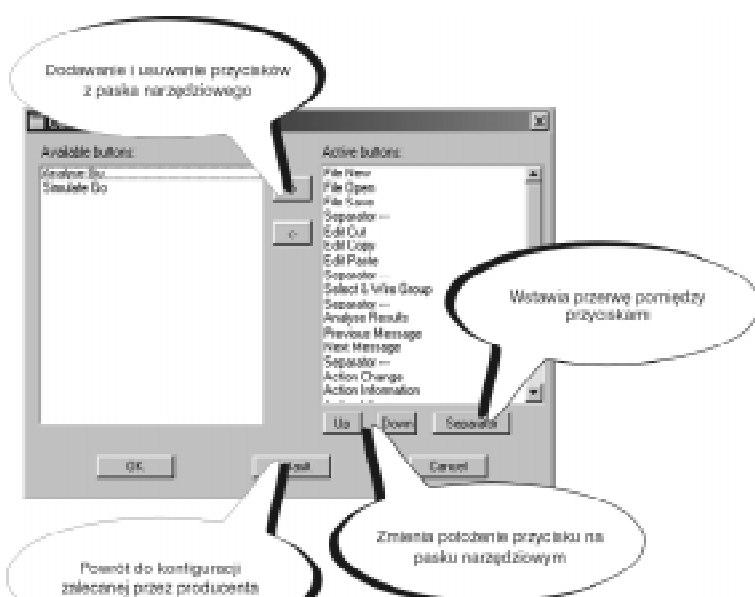 Dodawanie i usuwanie przycisków
z paska narzędziowego
Available buttons:
Active buttons:
Analyse Go
Simulate Go
File New
File Open
File Save
Separator ---
Edit Cut
Edit Copy
Edit Paste
Separator ---
Select & Wire Group
Separator ---
Analyse Results
Previous Message
Next Message
Separator ---
Action Change
Action Information
<-
Wstawia przerwę pomiędzy
przyciskami
Up
Down
Separator
OK
Cancel
Zmienia położenie przycisku na
pasku narzędziowym
Powrót do konfiguracji
zalecanej przez producenta